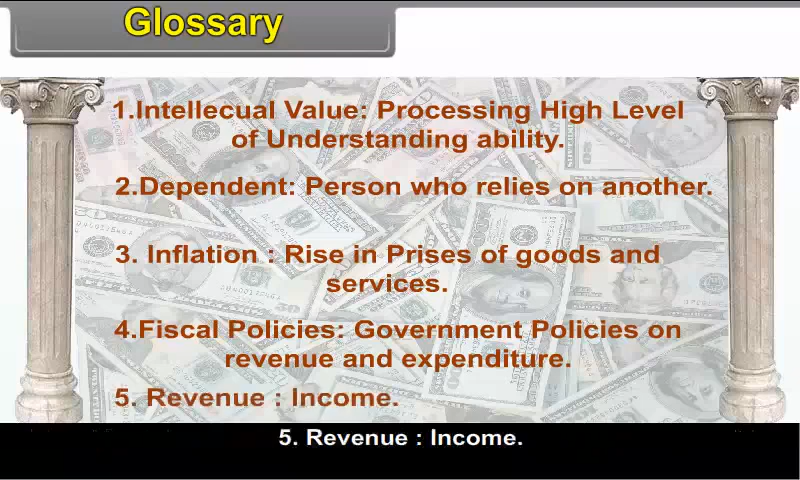 Glossary
1.Intellecual Value: Processing High Level
of Understanding ability.
2.Dependent: Person who relies on another.
3. Inflation : Rise in Prises of goods and
services.
4.Fiscal Policies: Government Policies on
revenue and expenditure.
5. Revenue : Income.
5. Revenue : Income.